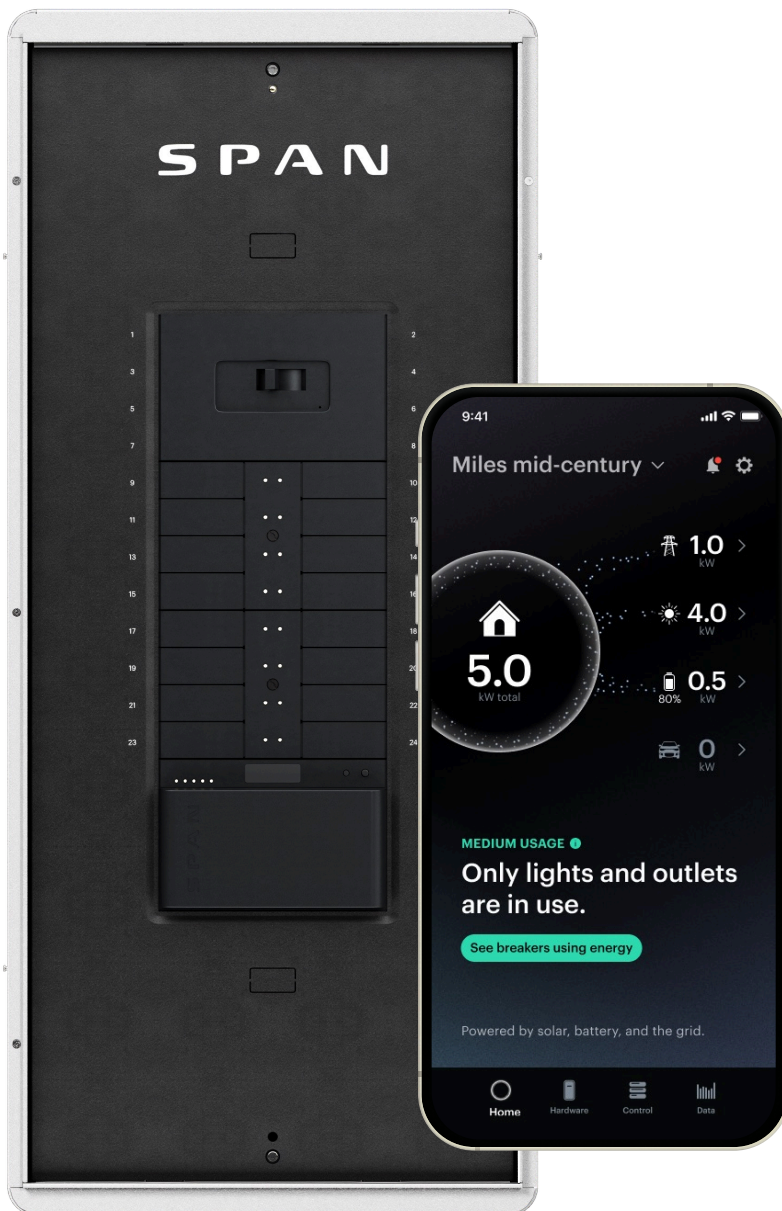 SPAN
1 2
3 4
5 6
7 8
9 10
11 12
13 14
15 16
17 18
19 20
21 22
23 24
SPAN
9:41
Miles mid-century
1.0
kW
4.0
kW
5.0
kW total
0.5
80% kW
0
kW
MEDIUM USAGE
Only lights and outlets
are in use.
See breakers using energy
Powered by solar, battery, and the grid.
Home Hardware Control Data